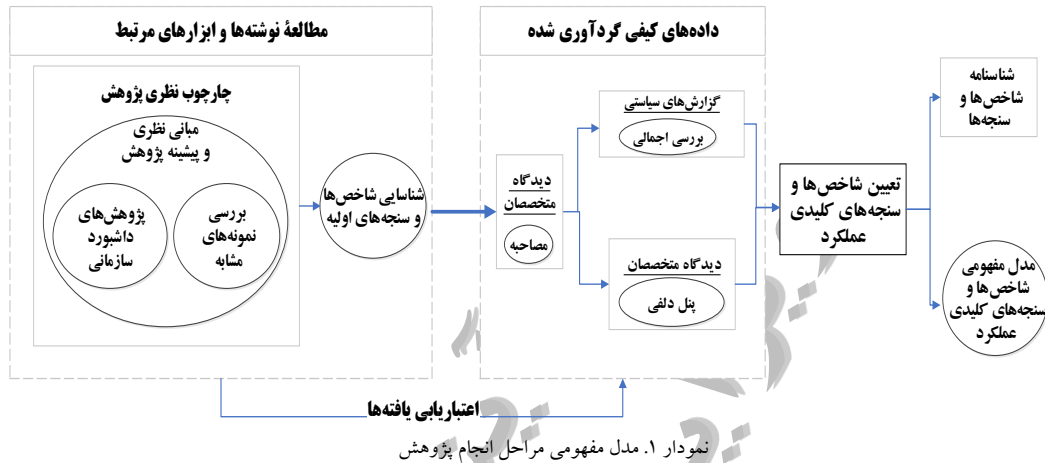 مطالعهٔ نوشته‌ها و ابزارهای مرتبط
چارچوب نظری پژوهش
مبانی نظری
و پیشینه پژوهش
پژوهش‌های
داشبورد
سازمانی
بررسی
نمونه‌های
مشابه
شناسایی شاخص‌ها
و سنجه‌های اولیه
داده‌های کیفی گردآوری شده
دیدگاه
متخصصان
مصاحبه
گزارش‌های سیاستی
بررسی اجمالی
دیدگاه متخصصان
پنل دلفی
تعیین شاخص‌ها و
سنجه‌های کلیدی
عملکرد
شناسنامه
شاخص‌ها و
سنجه‌ها
مدل مفهومی
شاخص‌ها و
سنجه‌های کلیدی
عملکرد
اعتباریابی یافته‌ها
نمودار ۱. مدل مفهومی مراحل انجام پژوهش